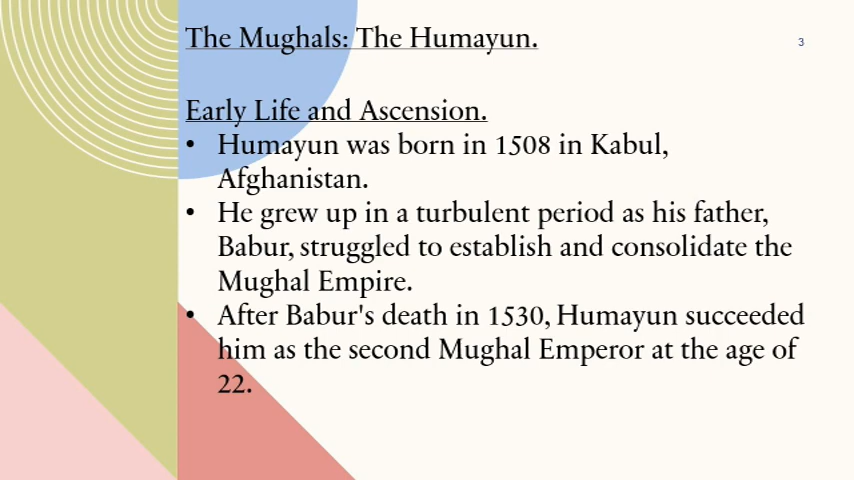 The Mughals: The Humayun.
3
Early Life and Ascension.
• Humayun was born in 1508 in Kabul,
Afghanistan.
• He grew up in a turbulent period as his father,
Babur, struggled to establish and consolidate the
Mughal Empire.
• After Babur's death in 1530, Humayun succeeded
him as the second Mughal Emperor at the age of
22.